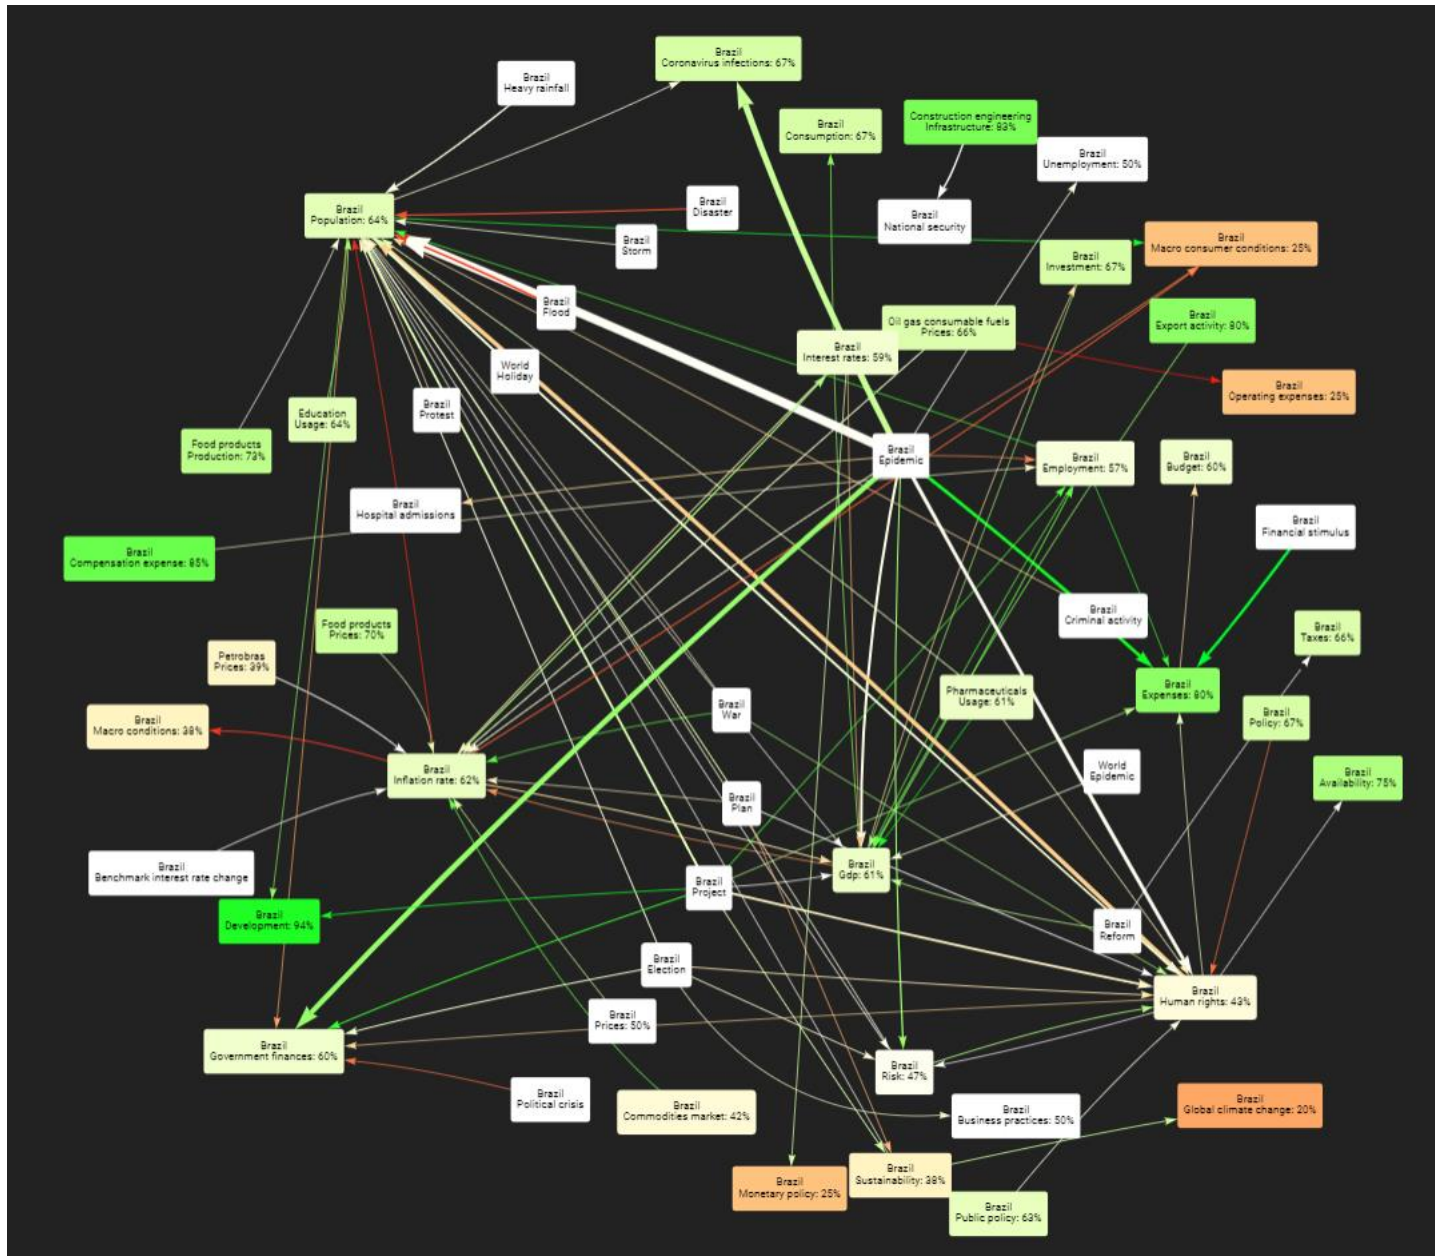 Brazil
Coronavirus infections: 67%
Brazil
Heavy rainfall
Brazil
Consumption: 67%
Construction engineering
Infrastructure: 83%
Brazil
Unemployment: 50%
Brazil
Population: 64%
Brazil
Disaster
Brazil
National security
Brazil
Storm
Brazil
Macro consumer conditions: 25%
Brazil
Investment: 67%
Brazil
Flood
Brazil
Export activity: 80%
Oil gas consumable fuels
Prices: 66%
Brazil
Interest rates: 59%
World
Holiday
Brazil
Operating expenses: 25%
Brazil
Protest
Education
Usage: 64%
Food products
Production: 73%
Brazil
Epidemic
Brazil
Employment: 57%
Brazil
Budget: 60%
Brazil
Hospital admissions
Brazil
Financial stimulus
Brazil
Compensation expense: 85%
Brazil
Criminal activity
Food products
Prices: 70%
Brazil
Taxes: 66%
Petrobras
Prices: 39%
Brazil
Expenses: 80%
Pharmaceuticals
Usage: 61%
Brazil
War
Brazil
Policy: 67%
Brazil
Macro conditions: 38%
Brazil
Inflation rate: 62%
World
Epidemic
Brazil
Availability: 75%
Brazil
Plan
Brazil
Benchmark interest rate change
Brazil
Gdp: 61%
Brazil
Project
Brazil
Development: 94%
Brazil
Reform
Brazil
Election
Brazil
Human rights: 43%
Brazil
Prices: 50%
Brazil
Government finances: 60%
Brazil
Risk: 47%
Brazil
Political crisis
Brazil
Commodities market: 42%
Brazil
Business practices: 50%
Brazil
Global climate change: 20%
Brazil
Monetary policy: 25%
Brazil
Sustainability: 38%
Brazil
Public policy: 63%